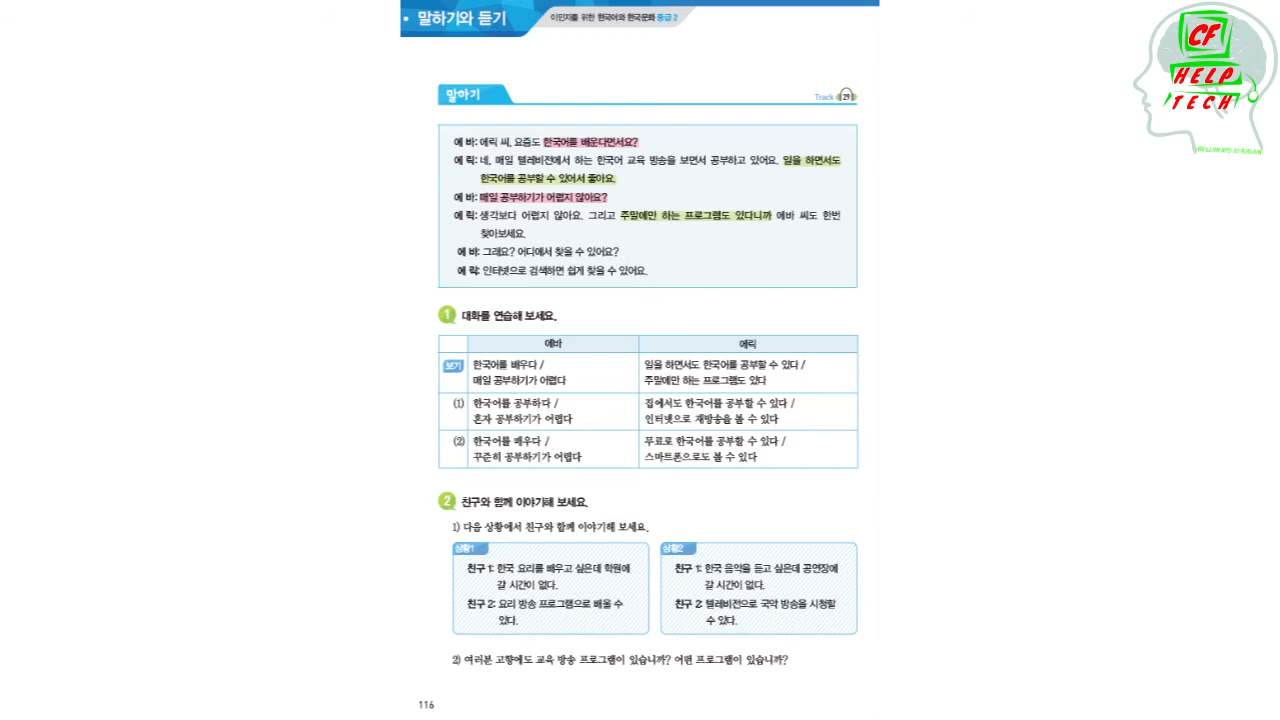 • 말하기와 듣기
이민자를 위한 한국어와 한국문화 중급 2
CF
HELP
TECH
말하기
Track 29
에 바: 에릭 씨, 요즘도 한국어를 배운다면서요?
에 릭: 네, 매일 텔레비전에서 하는 한국어 교육 방송을 보면서 공부하고 있어요. 일을 하면서도
한국어를 공부할 수 있어서 좋아요.
에 바: 매일 공부하기가 어렵지 않아요?
에 릭: 생각보다 어렵지 않아요. 그리고 주말에만 하는 프로그램도 있다니까 에바 씨도 한번
찾아보세요.
에 바: 그래요? 어디에서 찾을 수 있어요?
에 릭: 인터넷으로 검색하면 쉽게 찾을 수 있어요.
1 대화를 연습해 보세요.
에바 에릭
보기 한국어를 배우다 / 일을 하면서도 한국어를 공부할 수 있다 /
매일 공부하기가 어렵다 주말에만 하는 프로그램도 있다
(1) 한국어를 공부하다 / 집에서도 한국어를 공부할 수 있다 /
혼자 공부하기가 어렵다 인터넷으로 재방송을 볼 수 있다
(2) 한국어를 배우다 / 무료로 한국어를 공부할 수 있다 /
꾸준히 공부하기가 어렵다 스마트폰으로도 볼 수 있다
2 친구와 함께 이야기해 보세요.
1) 다음 상황에서 친구와 함께 이야기해 보세요.
상황1
친구 1: 한국 요리를 배우고 싶은데 학원에
갈 시간이 없다.
친구 2: 요리 방송 프로그램으로 배울 수
있다.
상황2
친구 1: 한국 음악을 듣고 싶은데 공연장에
갈 시간이 없다.
친구 2: 텔레비전으로 국악 방송을 시청할
수 있다.
2) 여러분 고향에도 교육 방송 프로그램이 있습니까? 어떤 프로그램이 있습니까?
116